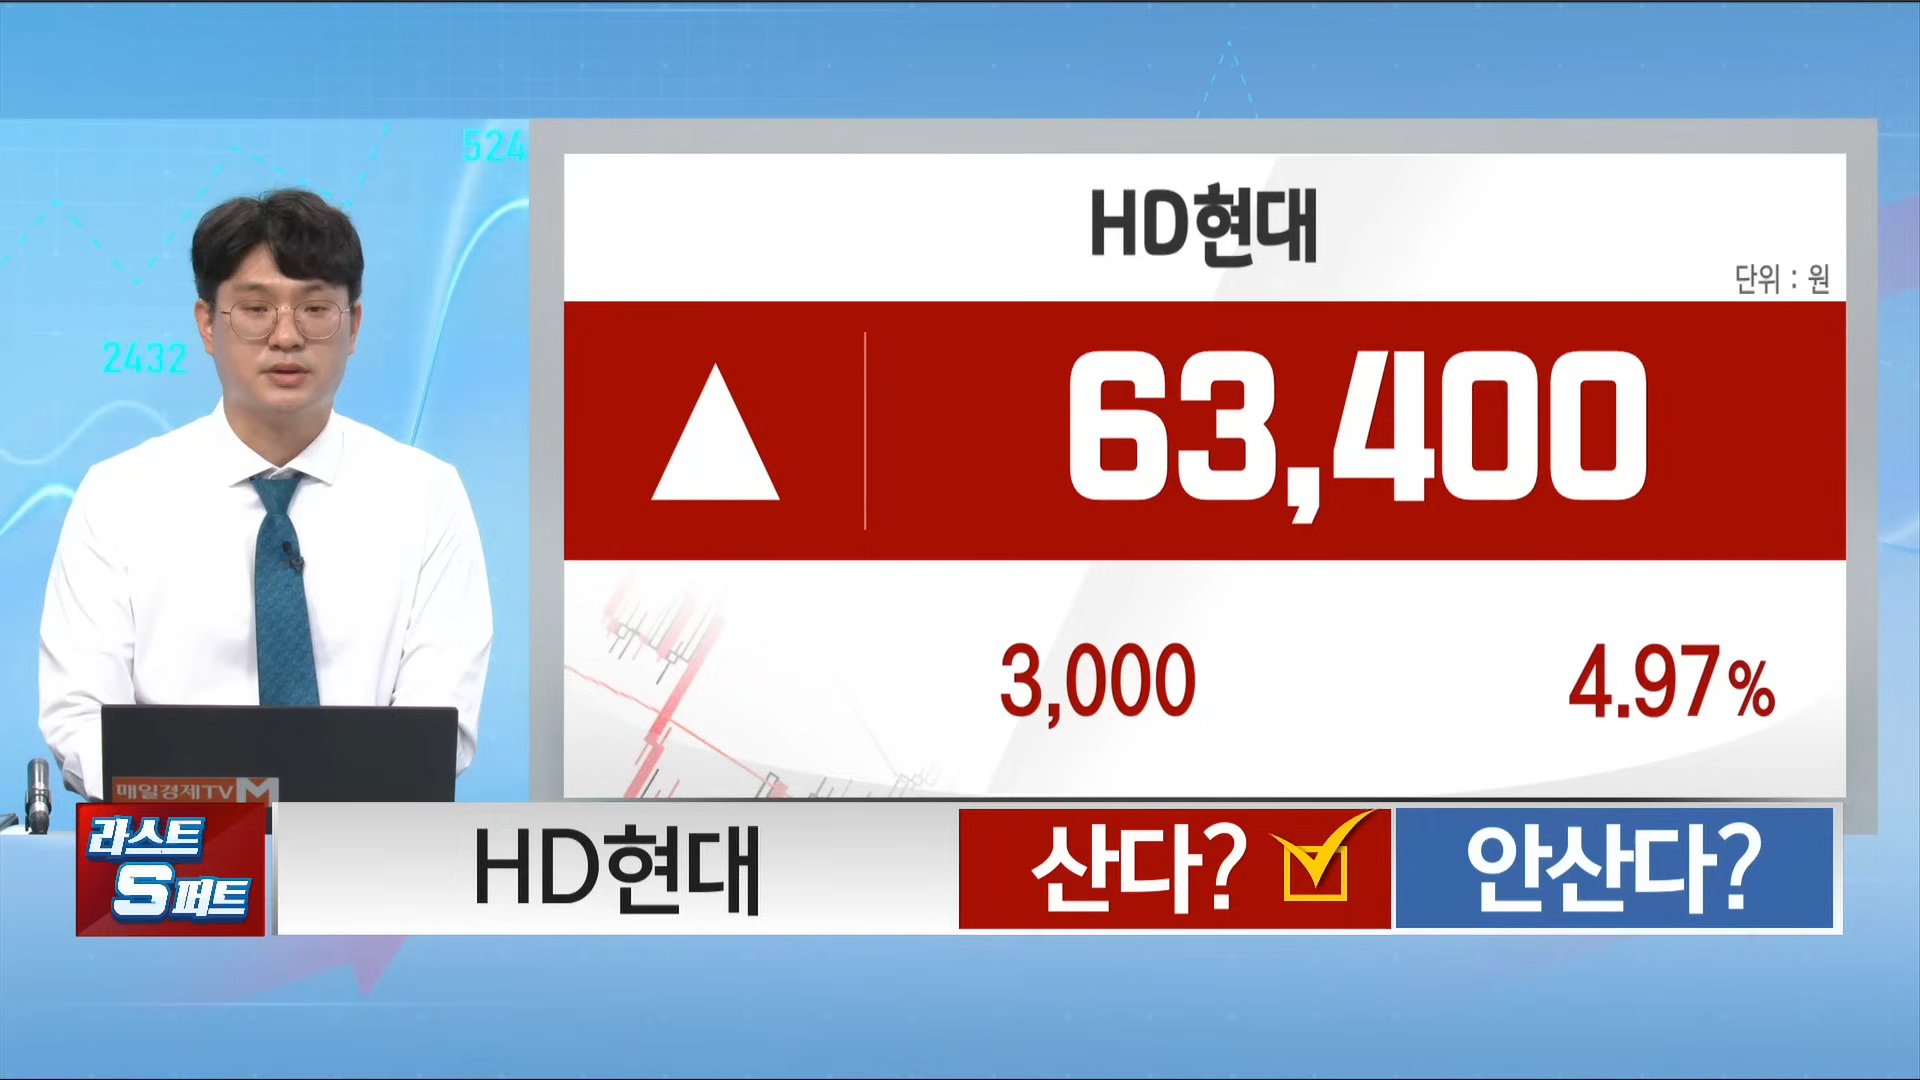 524
2432
HD현대
단위 : 원
▲ 63,400
3,000 4.97%
매일경제TV M
라스트
S퍼트
HD현대 산다? 안산다?